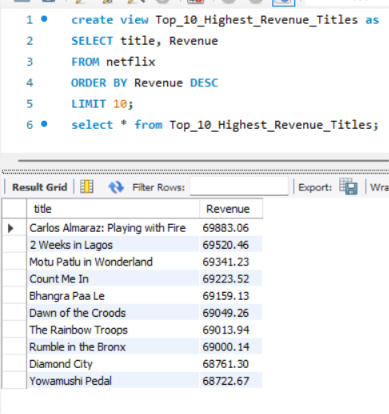 1 create view Top_10_Highest_Revenue_Titles as
2 SELECT title, Revenue
3 FROM netflix
4 ORDER BY Revenue DESC
5 LIMIT 10;
6 select * from Top_10_Highest_Revenue_Titles;
Result Grid Filter Rows: Export: Wra
title Revenue
Carlos Almaraz: Playing with Fire 69883.06
2 Weeks in Lagos 69520.46
Motu Patlu in Wonderland 69341.23
Count Me In 69223.52
Bhangra Paa Le 69159.13
Dawn of the Croods 69049.26
The Rainbow Troops 69013.94
Rumble in the Bronx 69000.14
Diamond City 68761.30
Yowamushi Pedal 68722.67